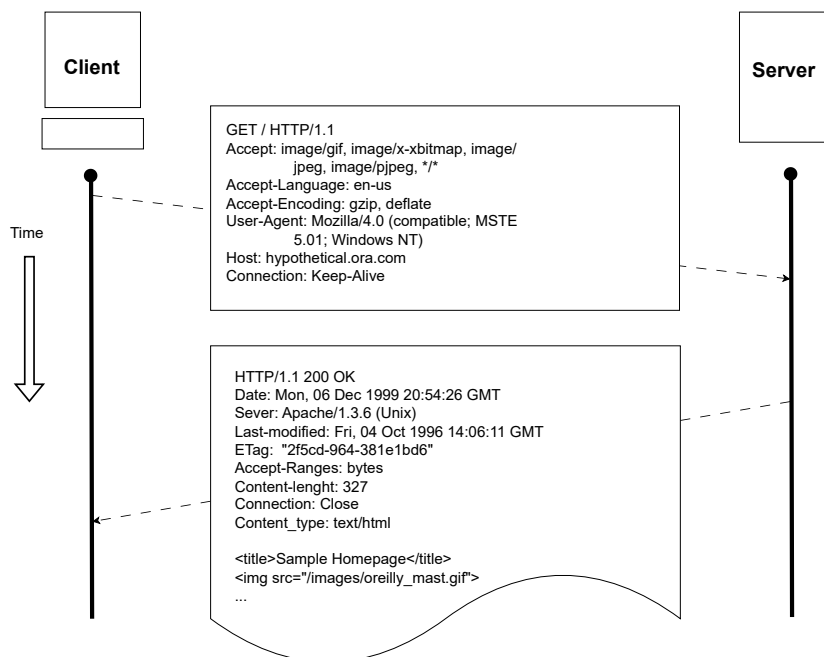 Client
Server
GET / HTTP/1.1
Accept: image/gif, image/x-xbitmap, image/
jpeg, image/pjpeg, */*
Accept-Language: en-us
Accept-Encoding: gzip, deflate
User-Agent: Mozilla/4.0 (compatible; MSTE
5.01; Windows NT)
Host: hypothetical.ora.com
Connection: Keep-Alive
Time
HTTP/1.1 200 OK
Date: Mon, 06 Dec 1999 20:54:26 GMT
Sever: Apache/1.3.6 (Unix)
Last-modified: Fri, 04 Oct 1996 14:06:11 GMT
ETag:  "2f5cd-964-381e1bd6"
Accept-Ranges: bytes
Content-lenght: 327
Connection: Close
Content_type: text/html
<title>Sample Homepage</title>
<img src="/images/oreilly_mast.gif">
...